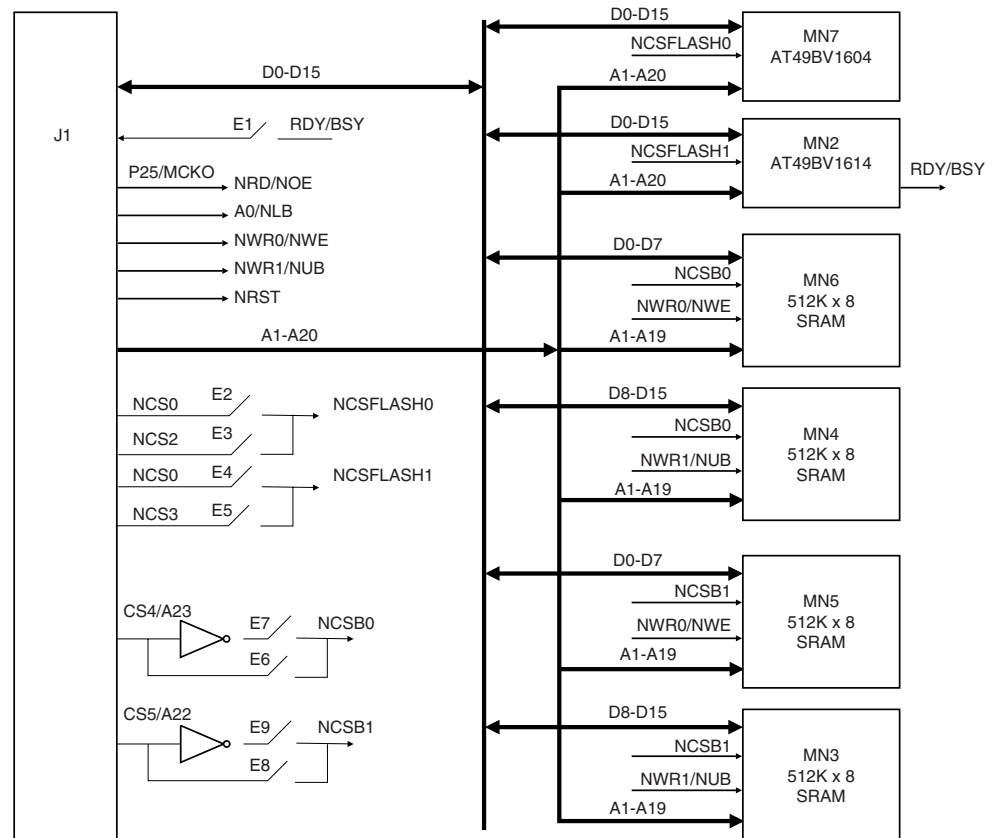 J1
D0-D15
E1
RDY/BSY
P25/MCKO
NRD/NOE
A0/NLB
NWR0/NWE
NWR1/NUB
NRST
A1-A20
NCS0
E2
NCSFLASH0
NCS2
E3
NCS0
E4
NCSFLASH1
NCS3
E5
CS4/A23
E7
NCSB0
E6
CS5/A22
E9
NCSB1
E8
D0-D15
NCSFLASH0
A1-A20
MN7
AT49BV1604
D0-D15
NCSFLASH1
A1-A20
MN2
AT49BV1614
RDY/BSY
D0-D7
NCSB0
NWR0/NWE
A1-A19
MN6
512K x 8
SRAM
D8-D15
NCSB0
NWR1/NUB
A1-A19
MN4
512K x 8
SRAM
D0-D7
NCSB1
NWR0/NWE
A1-A19
MN5
512K x 8
SRAM
D8-D15
NCSB1
NWR1/NUB
A1-A19
MN3
512K x 8
SRAM